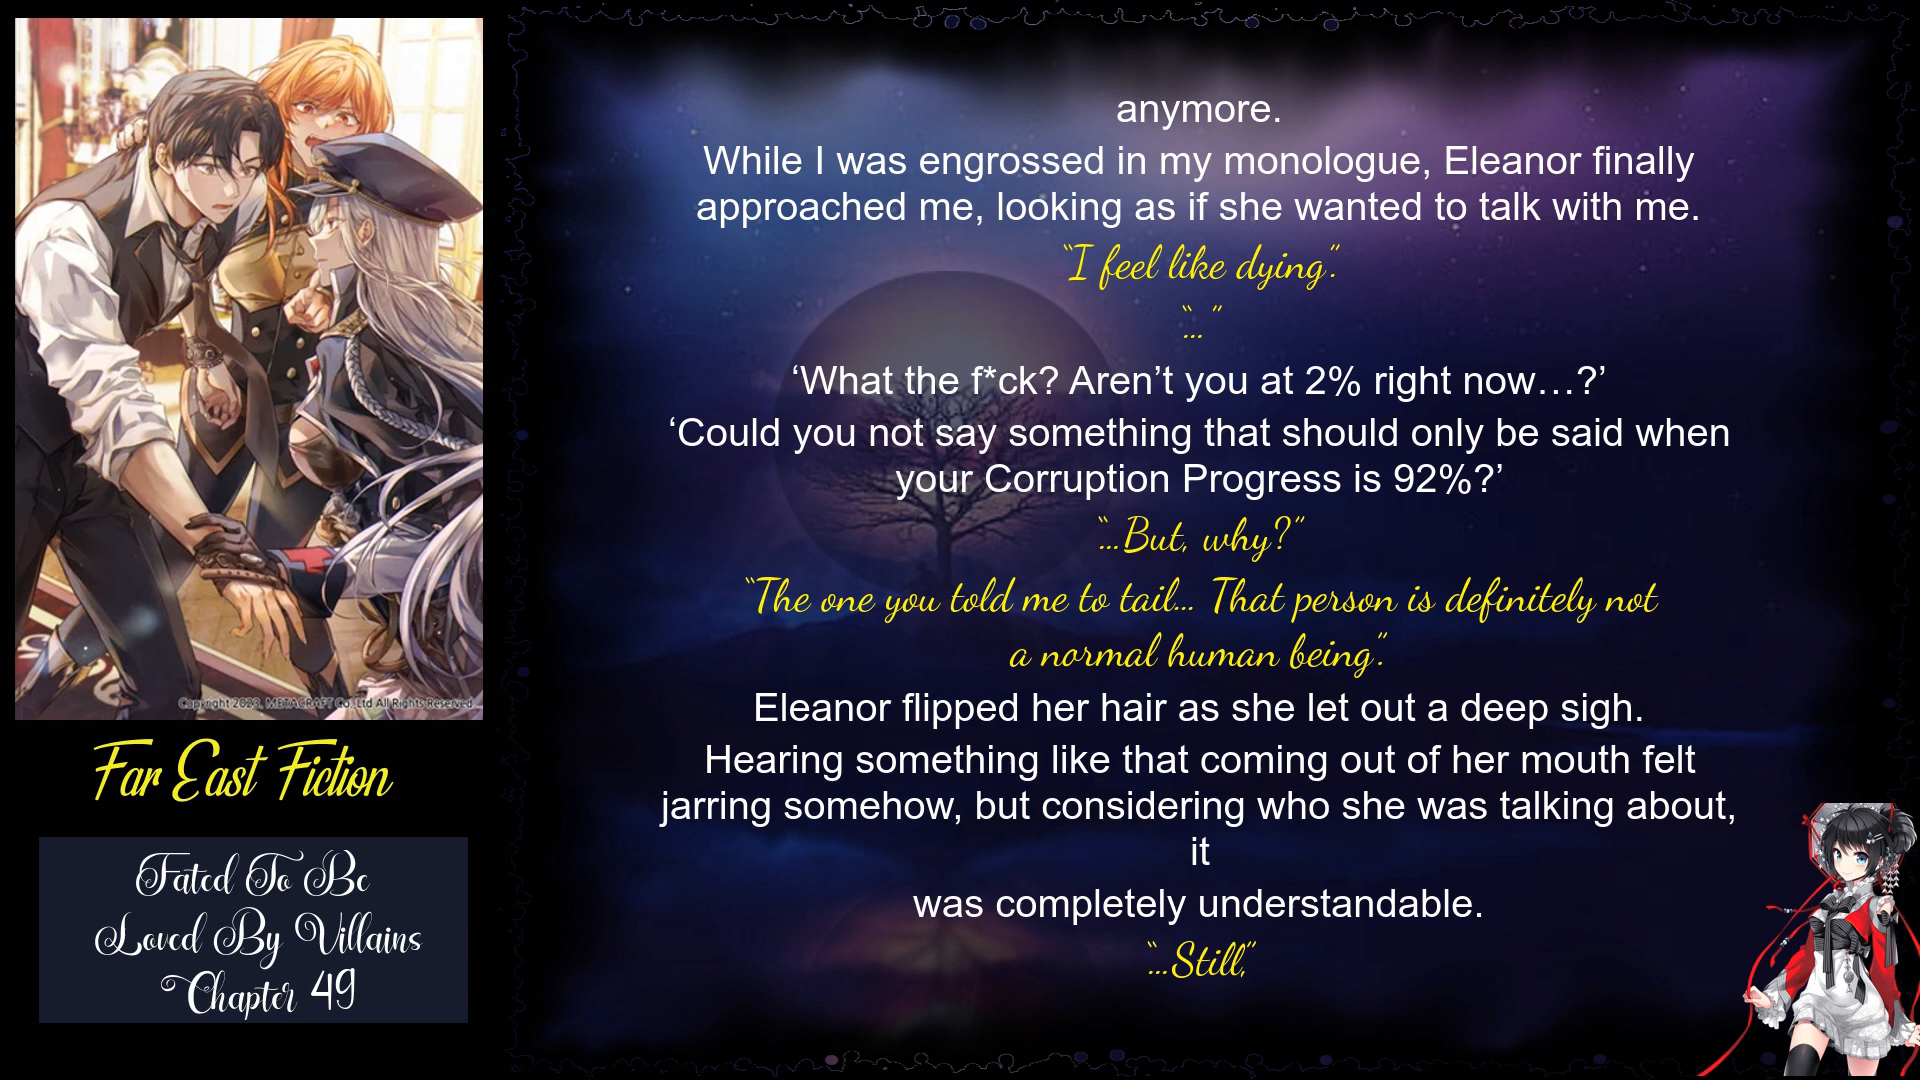 anymore.
While I was engrossed in my monologue, Eleanor finally
approached me, looking as if she wanted to talk with me.
“I feel like dying”.
“… ”
‘What the f*ck? Aren’t you at 2% right now…?’
‘Could you not say something that should only be said when
your Corruption Progress is 92%?’
“…But, why?”
“The one you told me to tail… That person is definitely not
a normal human being”.
Eleanor flipped her hair as she let out a deep sigh.
Hearing something like that coming out of her mouth felt
jarring somehow, but considering who she was talking about,
it
was completely understandable.
“…Still,”
Copyright 2023. METACRAFT Co.,Ltd All Rights Reserved
Far East Fiction
Fated To Be
Loved By Villains
Chapter 49